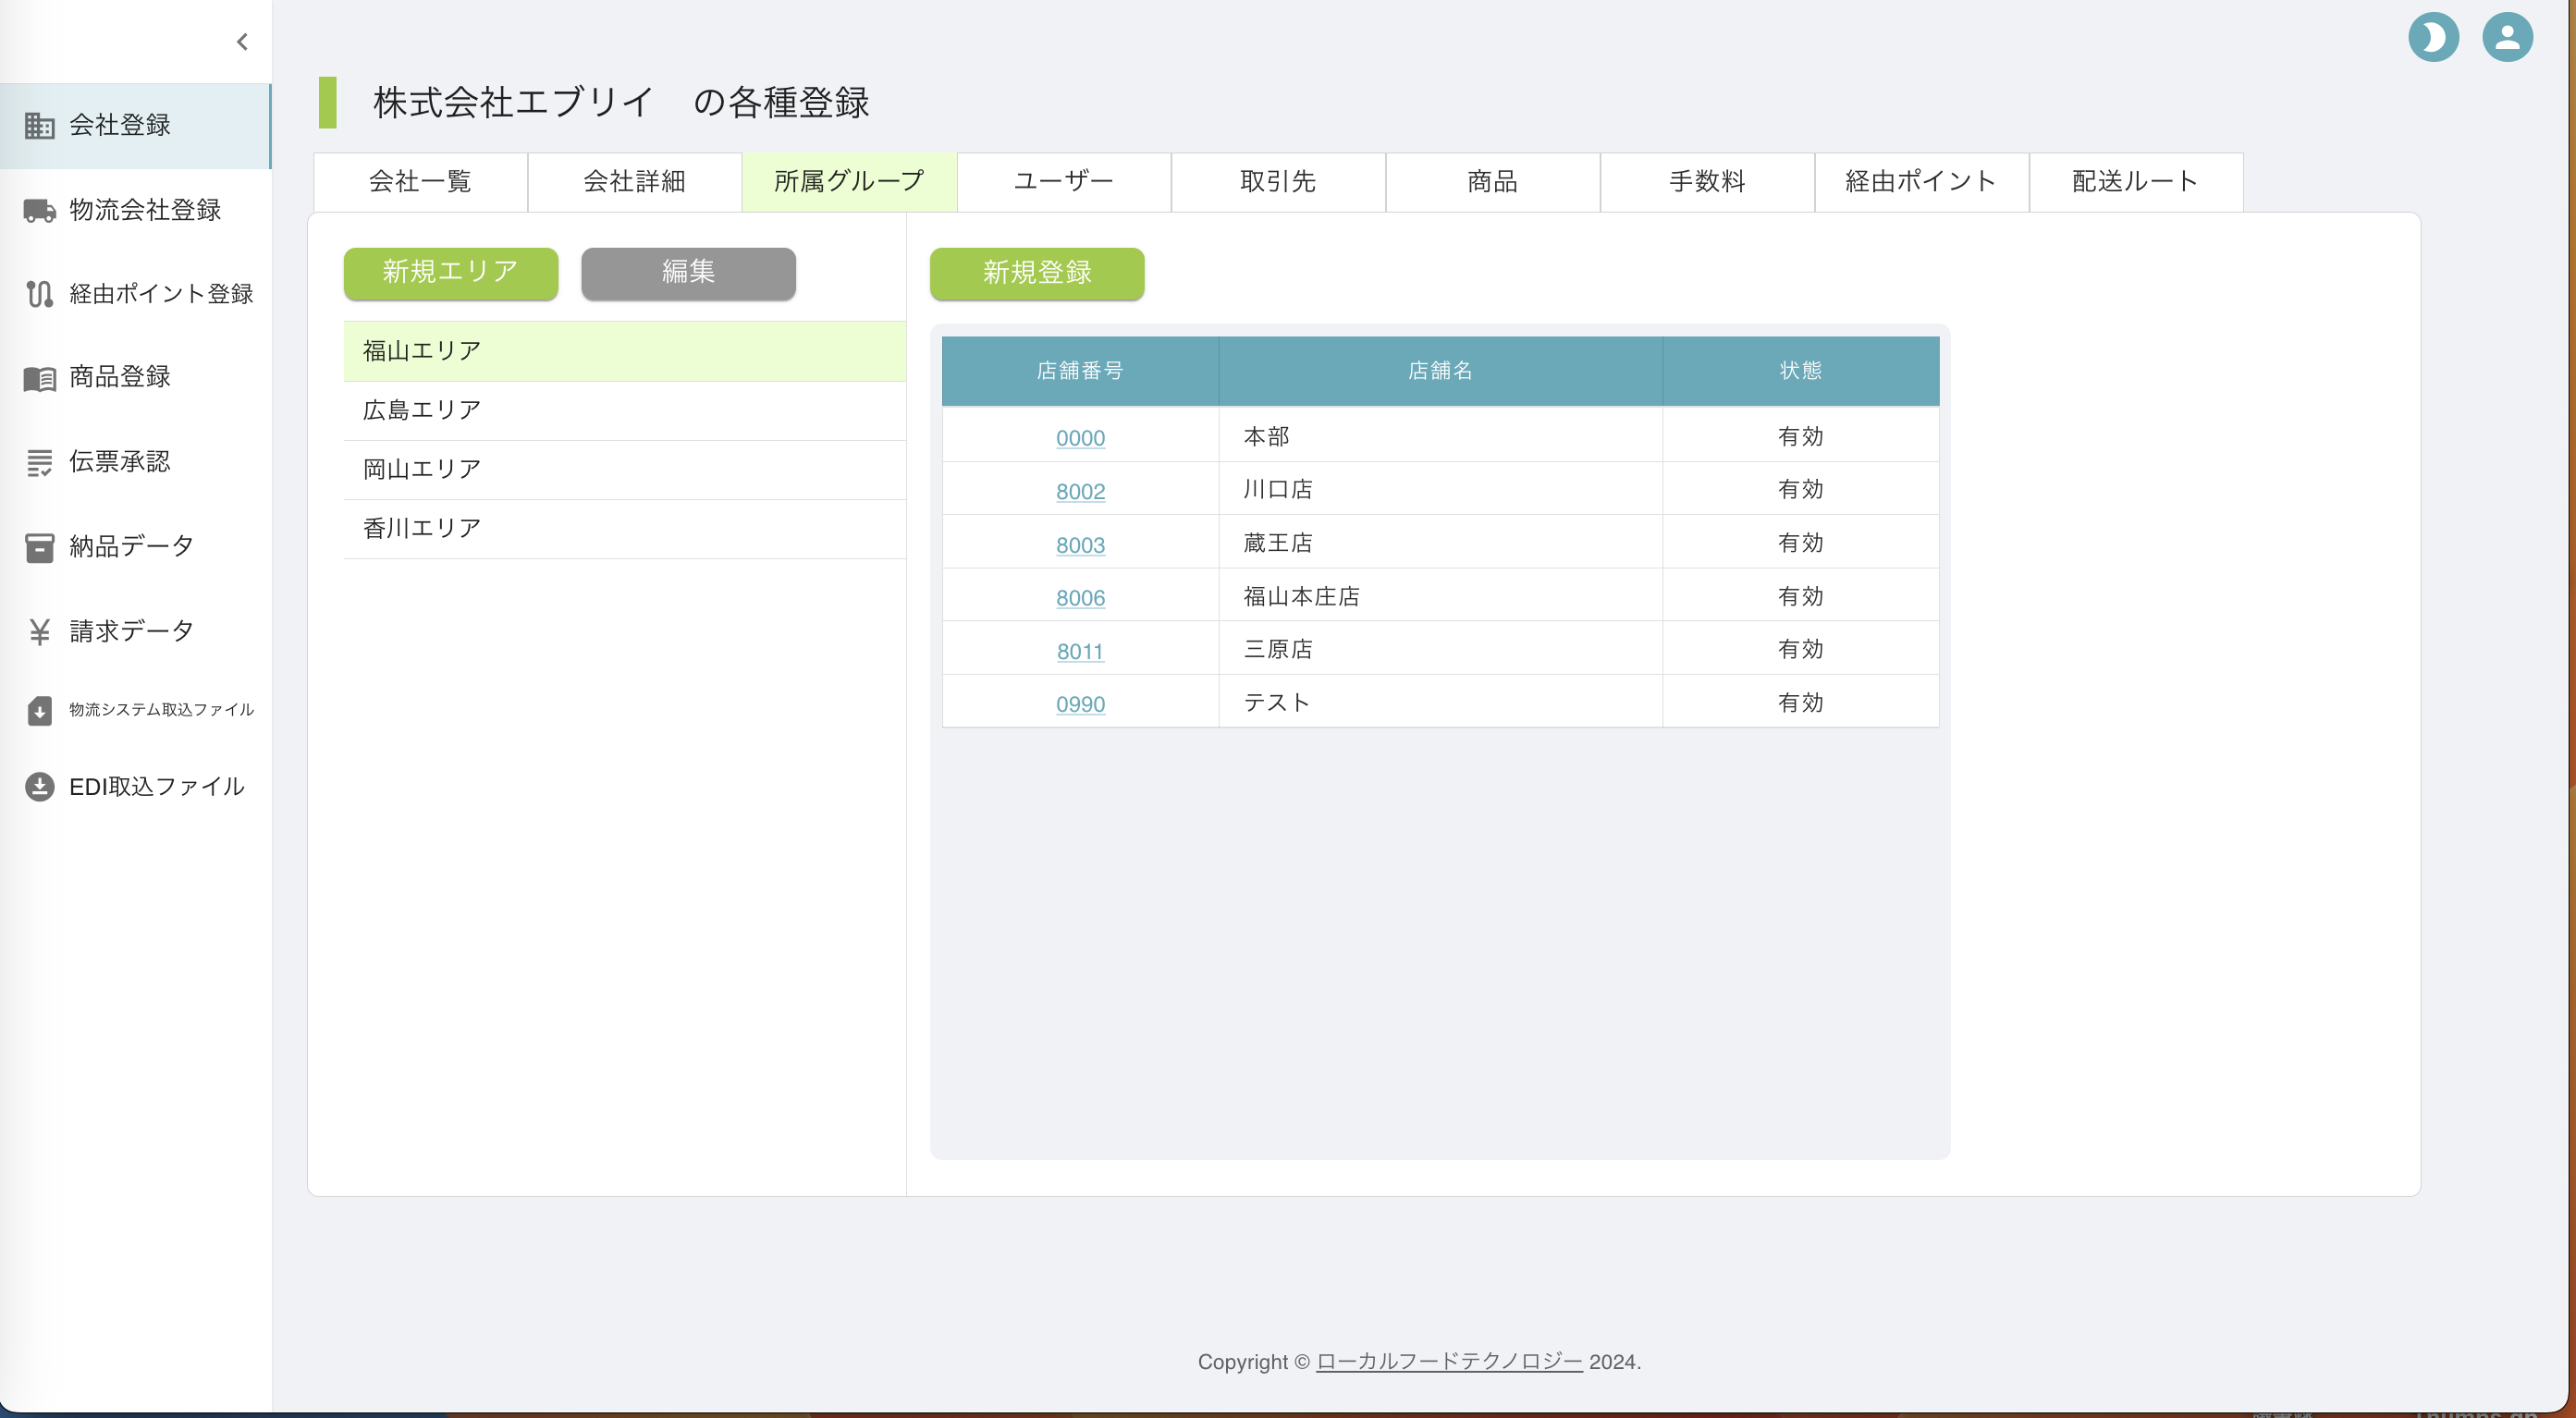 株式会社エブリイ　の各種登録
会社登録
物流会社登録
経由ポイント登録
商品登録
伝票承認
納品データ
請求データ
物流システム取込ファイル
EDI取込ファイル
会社一覧 会社詳細 所属グループ ユーザー 取引先 商品 手数料 経由ポイント 配送ルート
新規エリア 編集
福山エリア
広島エリア
岡山エリア
香川エリア
新規登録
店舗番号 店舗名 状態
0000 本部 有効
8002 川口店 有効
8003 蔵王店 有効
8006 福山本庄店 有効
8011 三原店 有効
0990 テスト 有効
Copyright © ローカルフードテクノロジー 2024.